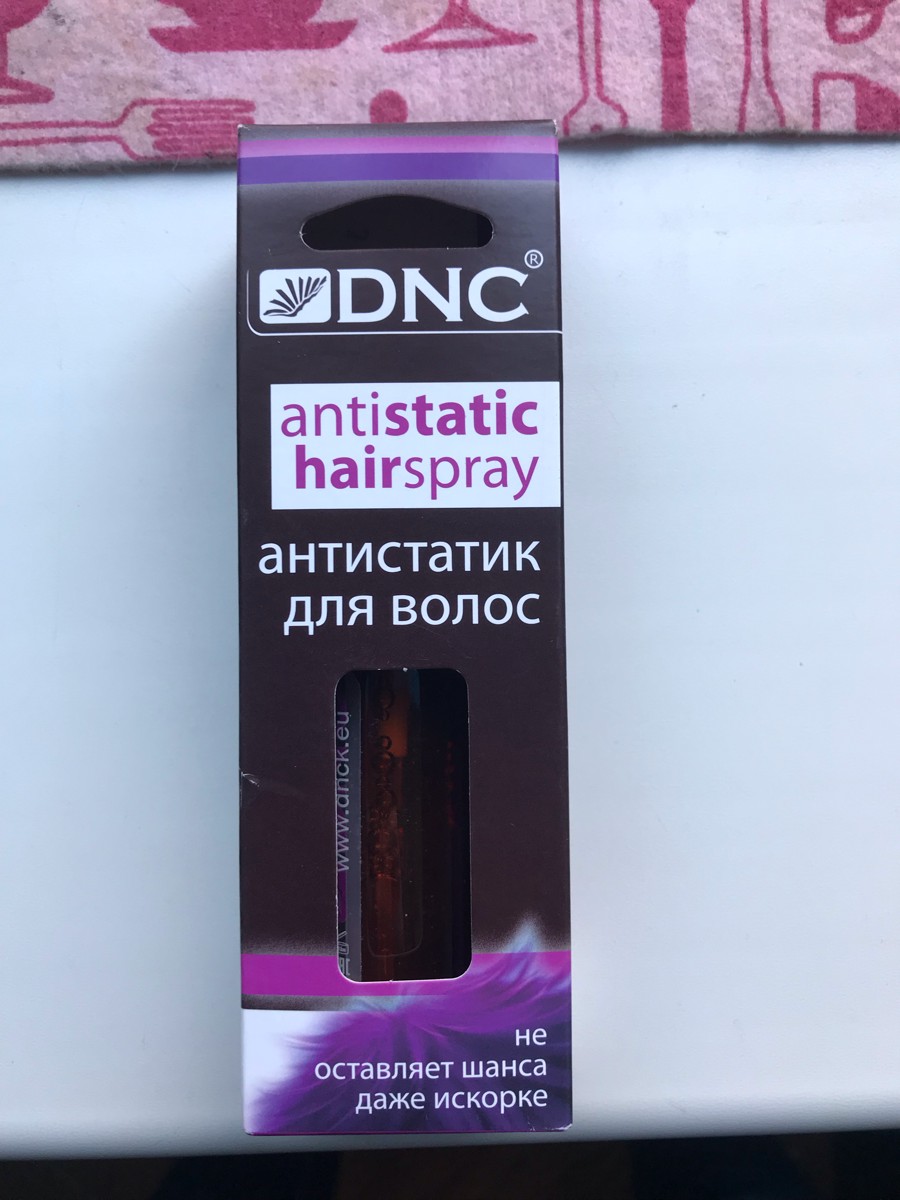 DNC®
antistatic
hairspray
антистатик
для волос
www.dnck.eu
не
оставляет шанса
даже искорке